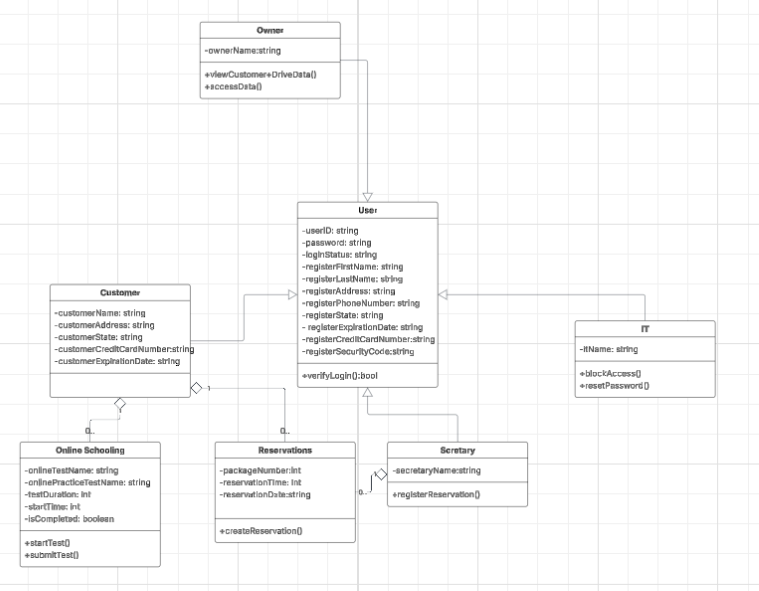 Owner
-ownerName:string
+viewCustomer+DriveData()
+accessData()
User
-userID: string
-password: string
-loginStatus: string
-registerFirstName: string
-registerLastName: string
-registerAddress: string
-registerPhoneNumber: string
-registerState: string
- registerExpirationDate: string
-registerCreditCardNumber:string
-registerSecurityCode:string
+verifyLogin():bool
Customer
-customerName: string
-customerAddress: string
-customerState: string
-customerCreditCardNumber:string
-customerExpirationDate: string
IT
-itName: string
+blockAccess()
+resetPassword()
1
0..
0..
Online Schooling
-onlineTestName: string
-onlinePracticeTestName: string
-testDuration: int
-startTime: int
-isCompleted: boolean
+startTest()
+submitTest()
Reservations
-packageNumber:int
-reservationTime: int
-reservationDate:string
+createReservation()
Scretary
-secretaryName:string
+registerReservation()
1
0..